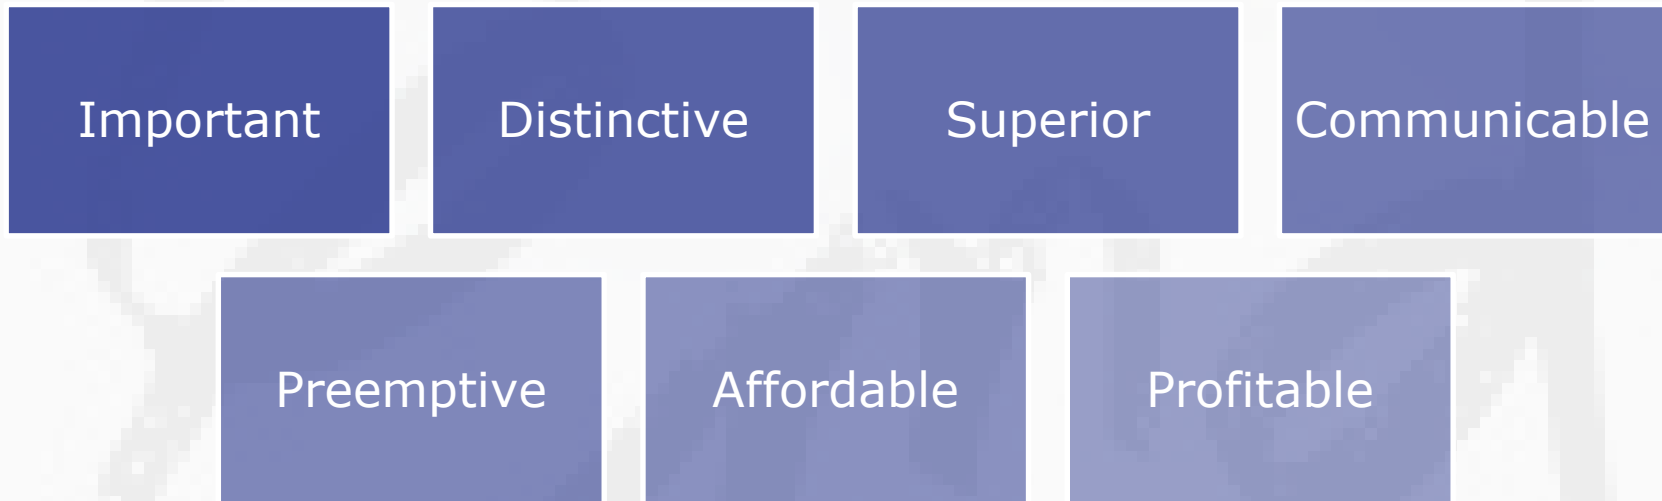 Important
Distinctive
Superior
Communicable
Preemptive
Affordable
Profitable